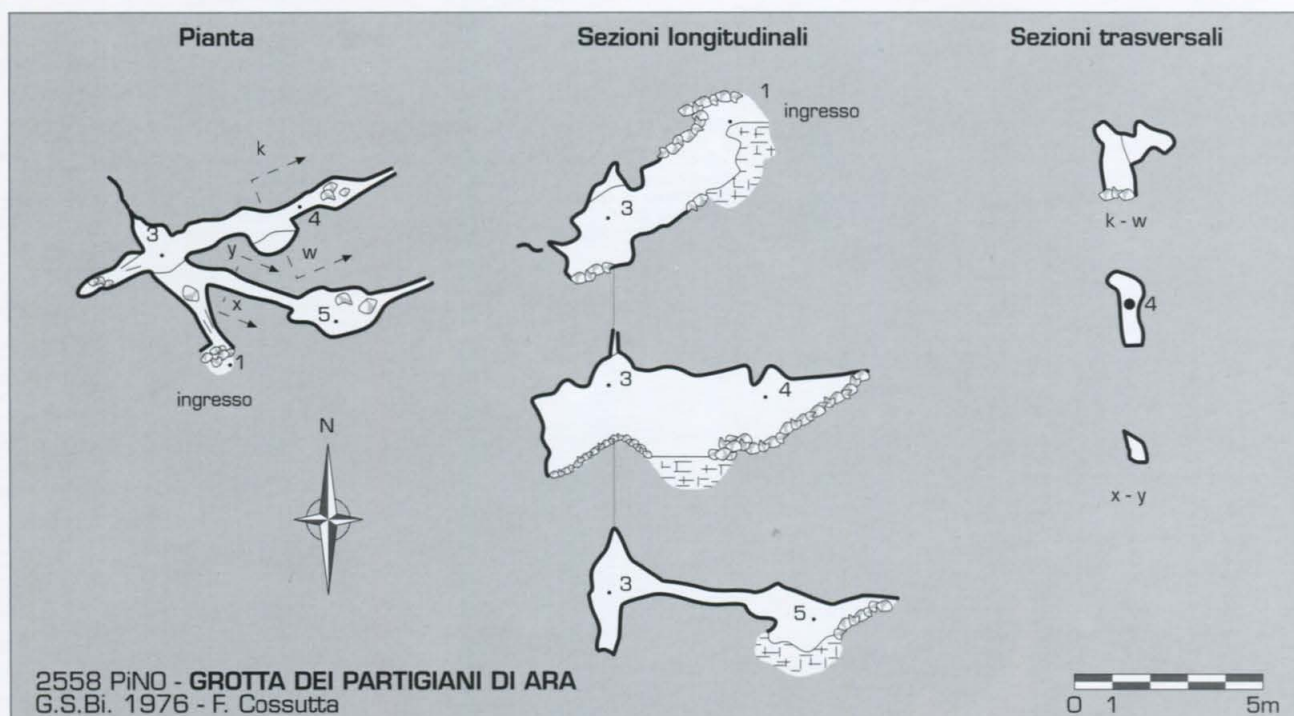 Pianta
Sezioni longitudinali
Sezioni trasversali
k
3
4
y
w
x
5
1
ingresso
N
1
ingresso
3
3
4
3
5
k - w
4
x - y
2558 PiNO - GROTTA DEI PARTIGIANI DI ARA
G.S.Bi. 1976 - F. Cossutta
0 1 5m